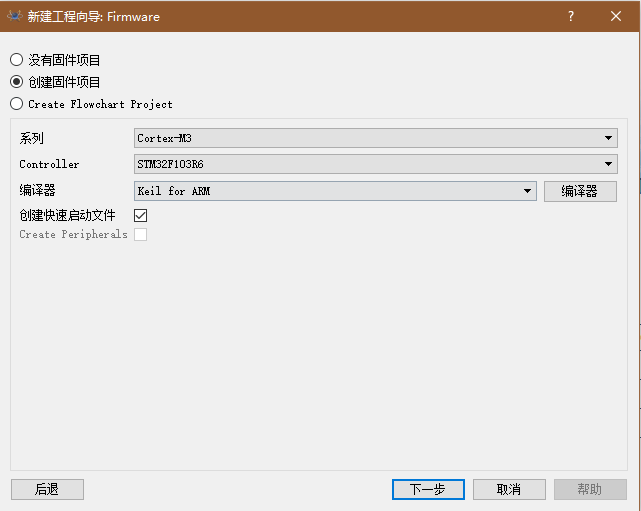 新建工程向导: Firmware ?
没有固件项目
创建固件项目
Create Flowchart Project
系列 Cortex-M3
Controller STM32F103R6
编译器 Keil for ARM 编译器
创建快速启动文件
Create Peripherals
后退 下一步 取消 帮助